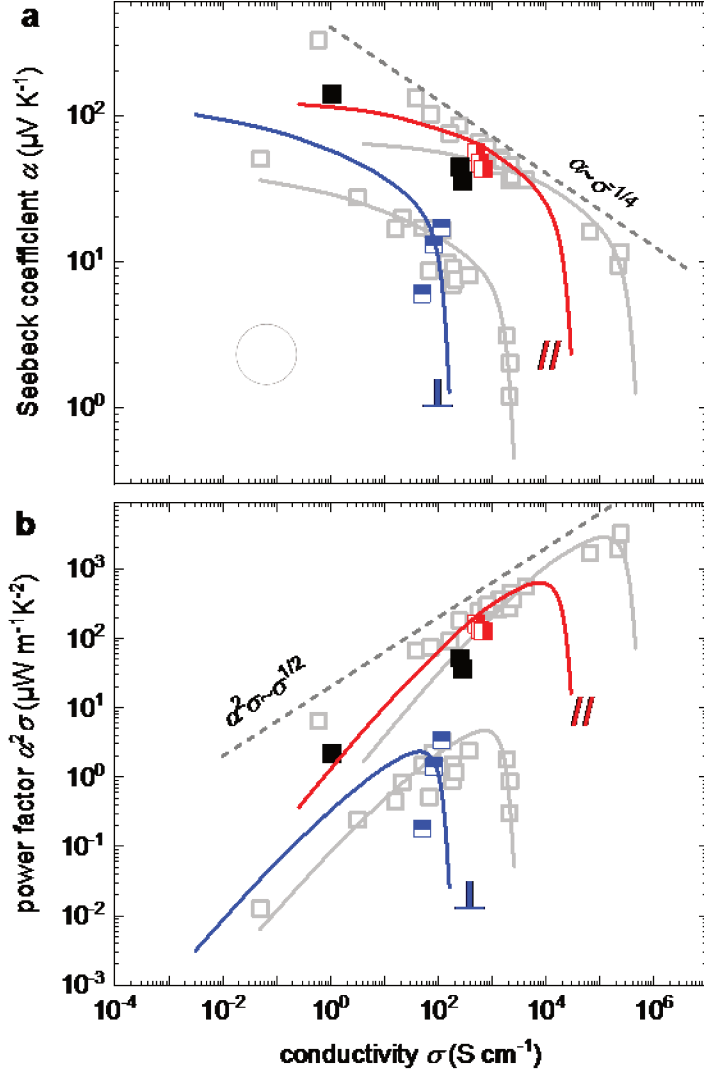 a
Seebeck coefficient α (µV K⁻¹)
10²
10¹
10⁰
α~σ⁻¹/⁴
//
⊥
b
power factor α²σ (µW m⁻¹K⁻²)
10³
10²
10¹
10⁰
10⁻¹
10⁻²
10⁻³
α²σ~σ¹/²
//
⊥
10⁻⁴ 10⁻² 10⁰ 10² 10⁴ 10⁶
conductivity σ (S cm⁻¹)